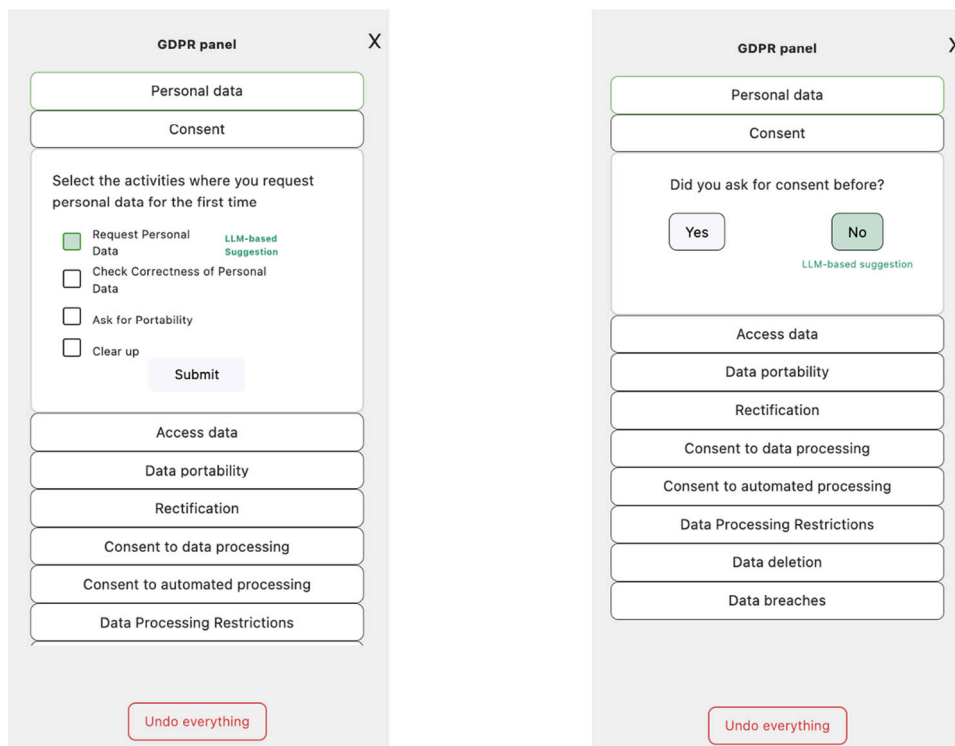 GDPR panel
X
Personal data
Consent
Select the activities where you request
personal data for the first time
Request Personal
Data
LLM-based
Suggestion
Check Correctness of Personal
Data
Ask for Portability
Clear up
Submit
Access data
Data portability
Rectification
Consent to data processing
Consent to automated processing
Data Processing Restrictions
Undo everything
GDPR panel
X
Personal data
Consent
Did you ask for consent before?
Yes
No
LLM-based suggestion
Access data
Data portability
Rectification
Consent to data processing
Consent to automated processing
Data Processing Restrictions
Data deletion
Data breaches
Undo everything